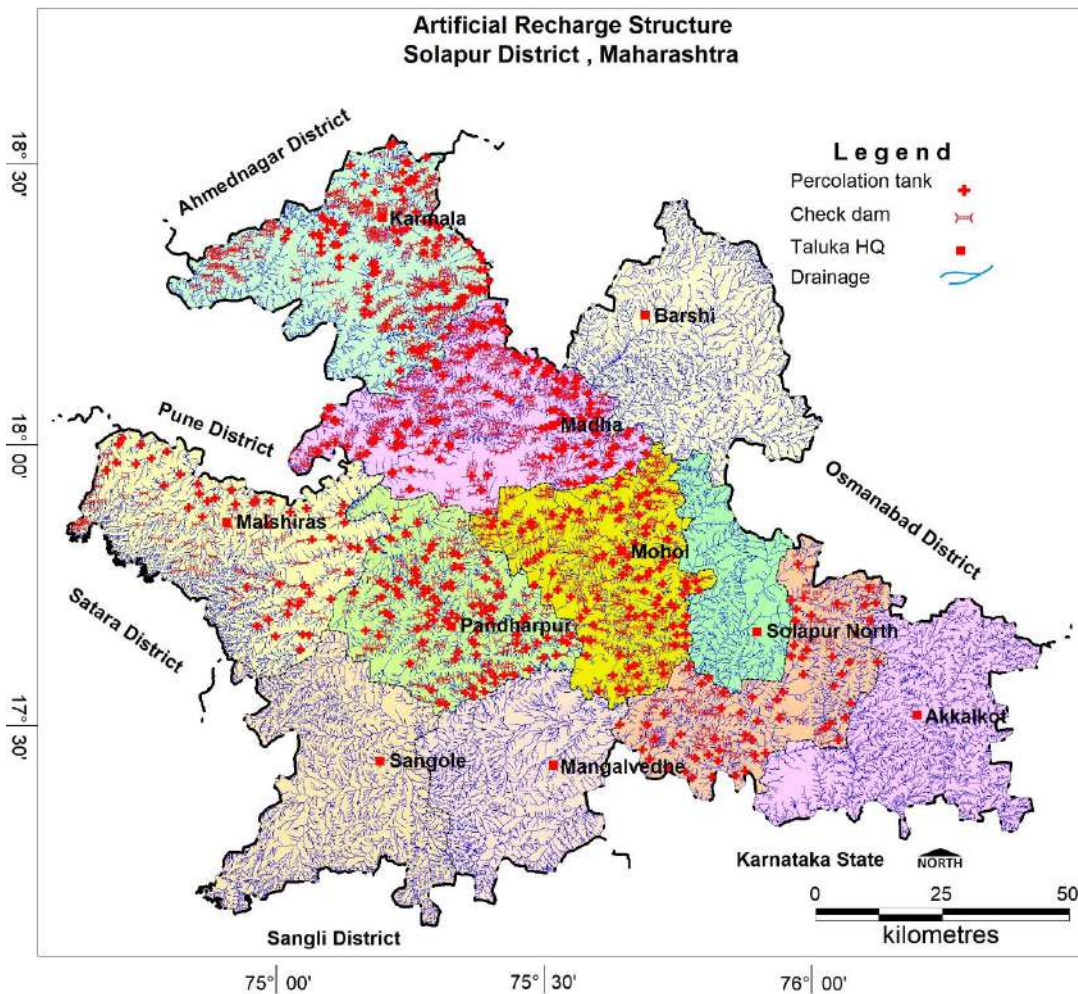 Artificial Recharge Structure
Solapur District , Maharashtra
Legend
Percolation tank
Check dam
Taluka HQ
Drainage
Ahmednagar District
Karmala
Barshi
Madha
Pune District
Osmanabad District
Malshiras
Mohol
Satara District
Pandharpur
Solapur North
Akkalkot
Sangole
Mangalvedhe
Karnataka State
NORTH
Sangli District
0 25 50
kilometres
18° 30'
18° 00'
17° 30'
75° 00' 75° 30' 76° 00'